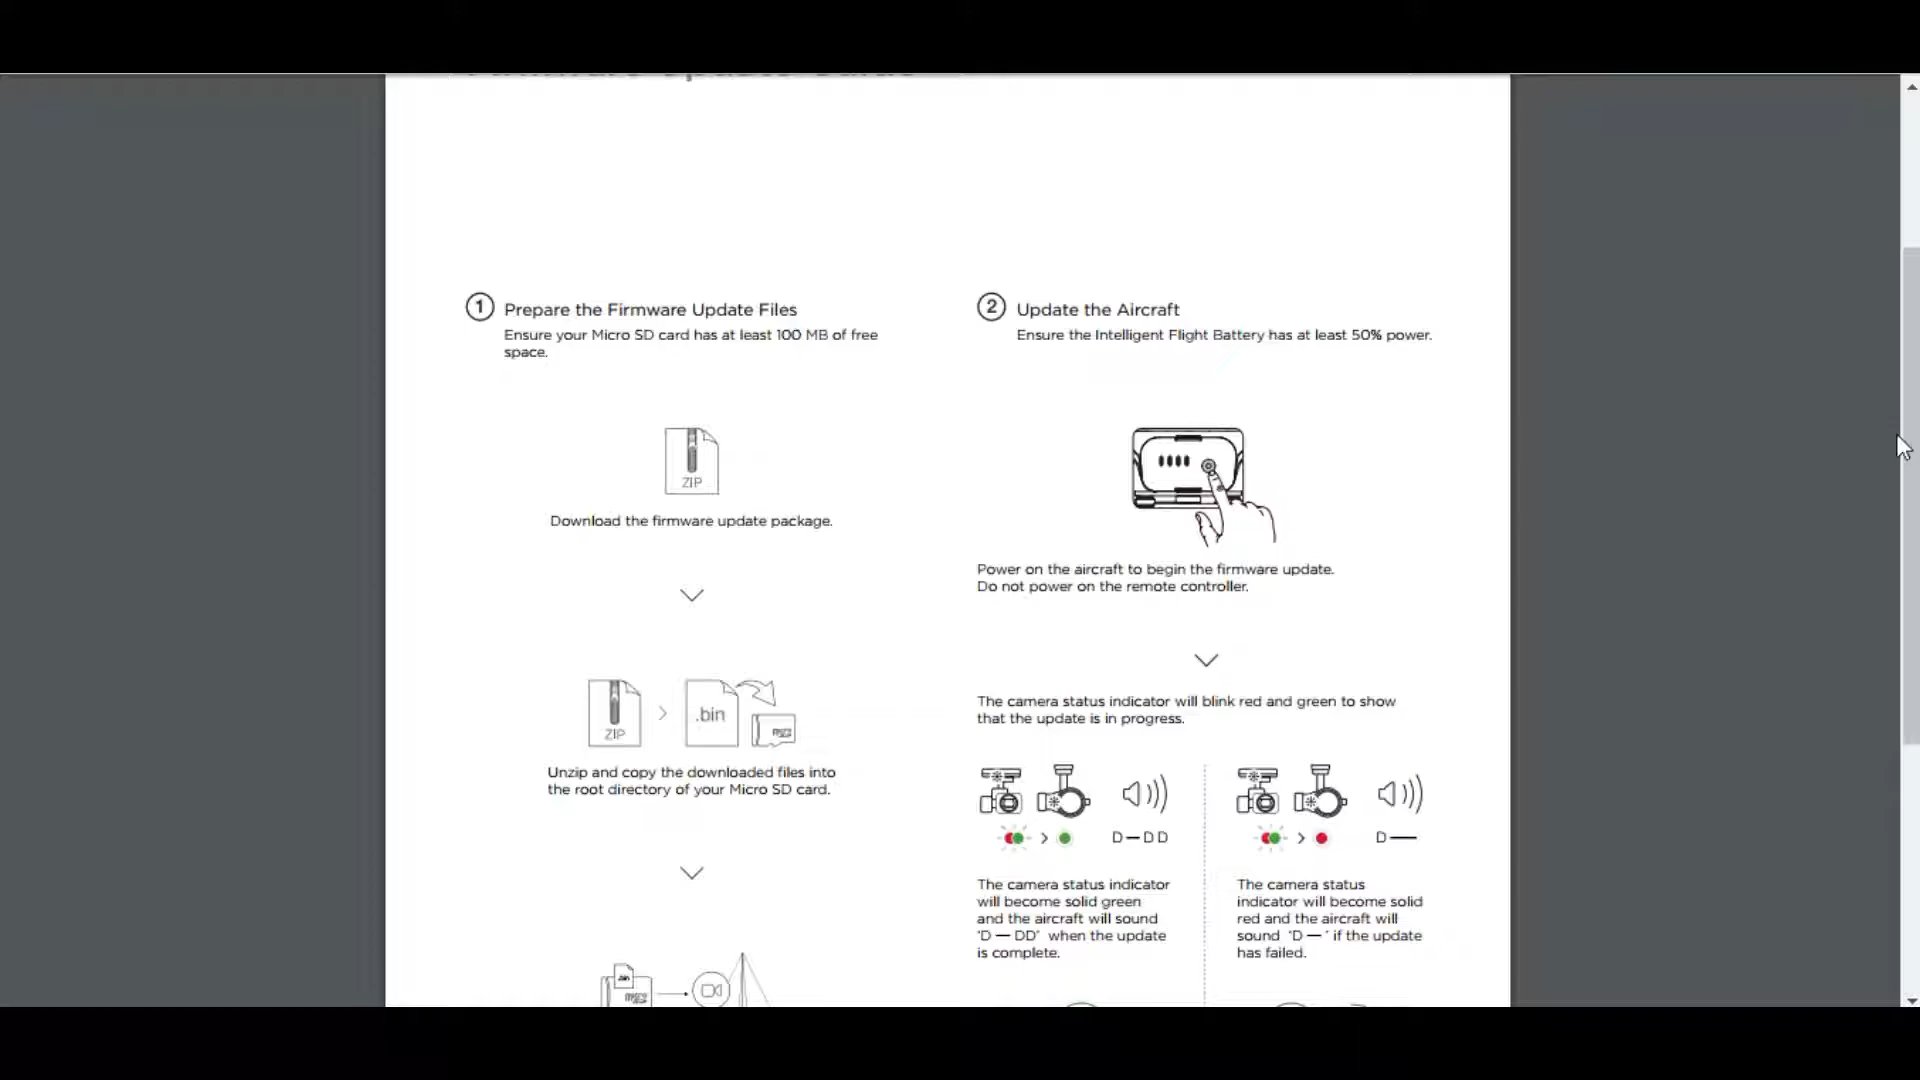 1 Prepare the Firmware Update Files
Ensure your Micro SD card has at least 100 MB of free
space.
ZIP
Download the firmware update package.
ZIP
.bin
Unzip and copy the downloaded files into
the root directory of your Micro SD card.
2 Update the Aircraft
Ensure the Intelligent Flight Battery has at least 50% power.
Power on the aircraft to begin the firmware update.
Do not power on the remote controller.
The camera status indicator will blink red and green to show
that the update is in progress.
D — D D
The camera status indicator
will become solid green
and the aircraft will sound
‘D — DD’ when the update
is complete.
D —
The camera status
indicator will become solid
red and the aircraft will
sound ‘D — ’ if the update
has failed.